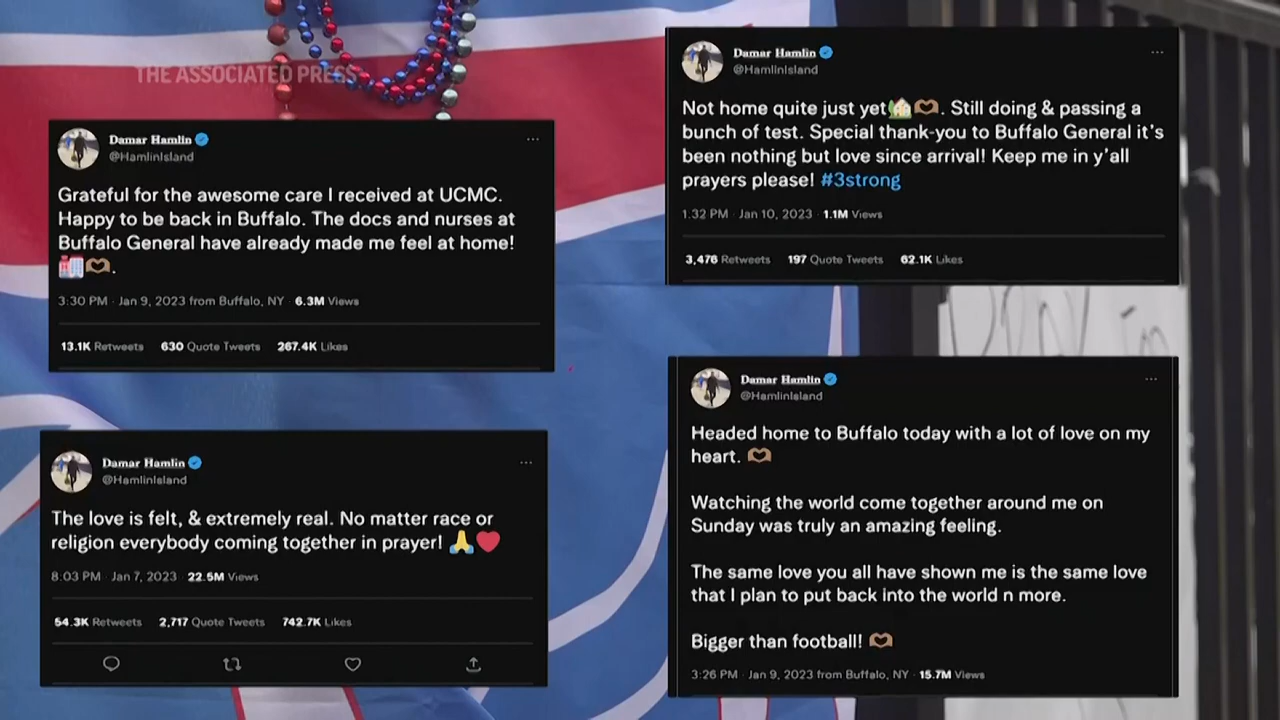 THE ASSOCIATED PRESS
Damar Hamlin
@HamlinIsland
Grateful for the awesome care I received at UCMC.
Happy to be back in Buffalo. The docs and nurses at
Buffalo General have already made me feel at home!
🏥🫶🏾.
3:30 PM · Jan 9, 2023 from Buffalo, NY · 6.3M Views
13.1K Retweets 630 Quote Tweets 267.4K Likes
Damar Hamlin
@HamlinIsland
The love is felt, & extremely real. No matter race or
religion everybody coming together in prayer! 🙏❤️
8:03 PM · Jan 7, 2023 · 22.5M Views
54.3K Retweets 2,717 Quote Tweets 742.7K Likes
Damar Hamlin
@HamlinIsland
Not home quite just yet🏡🫶🏾. Still doing & passing a
bunch of test. Special thank-you to Buffalo General it's
been nothing but love since arrival! Keep me in y'all
prayers please! #3strong
1:32 PM · Jan 10, 2023 · 1.1M Views
3,476 Retweets 197 Quote Tweets 62.1K Likes
Damar Hamlin
@HamlinIsland
Headed home to Buffalo today with a lot of love on my
heart. 🫶🏾
Watching the world come together around me on
Sunday was truly an amazing feeling.
The same love you all have shown me is the same love
that I plan to put back into the world n more.
Bigger than football! 🫶🏾
3:26 PM · Jan 9, 2023 from Buffalo, NY · 15.7M Views